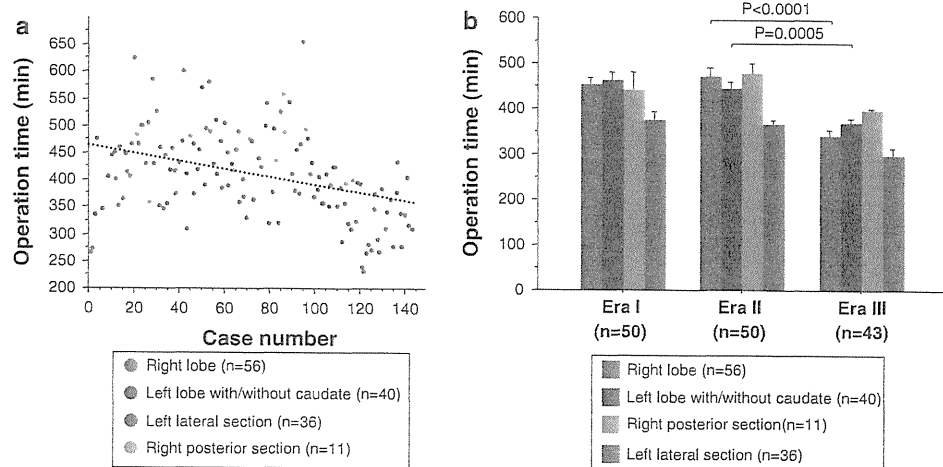 a
Operation time (min)
650
600
550
500
450
400
350
300
250
200
0 20 40 60 80 100 120 140
Case number
Right lobe (n=56)
Left lobe with/without caudate (n=40)
Left lateral section (n=36)
Right posterior section (n=11)
b
Operation time (min)
600
500
400
300
200
100
0
P<0.0001
P=0.0005
Era I Era II Era III
(n=50) (n=50) (n=43)
Right lobe (n=56)
Left lobe with/without caudate (n=40)
Right posterior section(n=11)
Left lateral section (n=36)